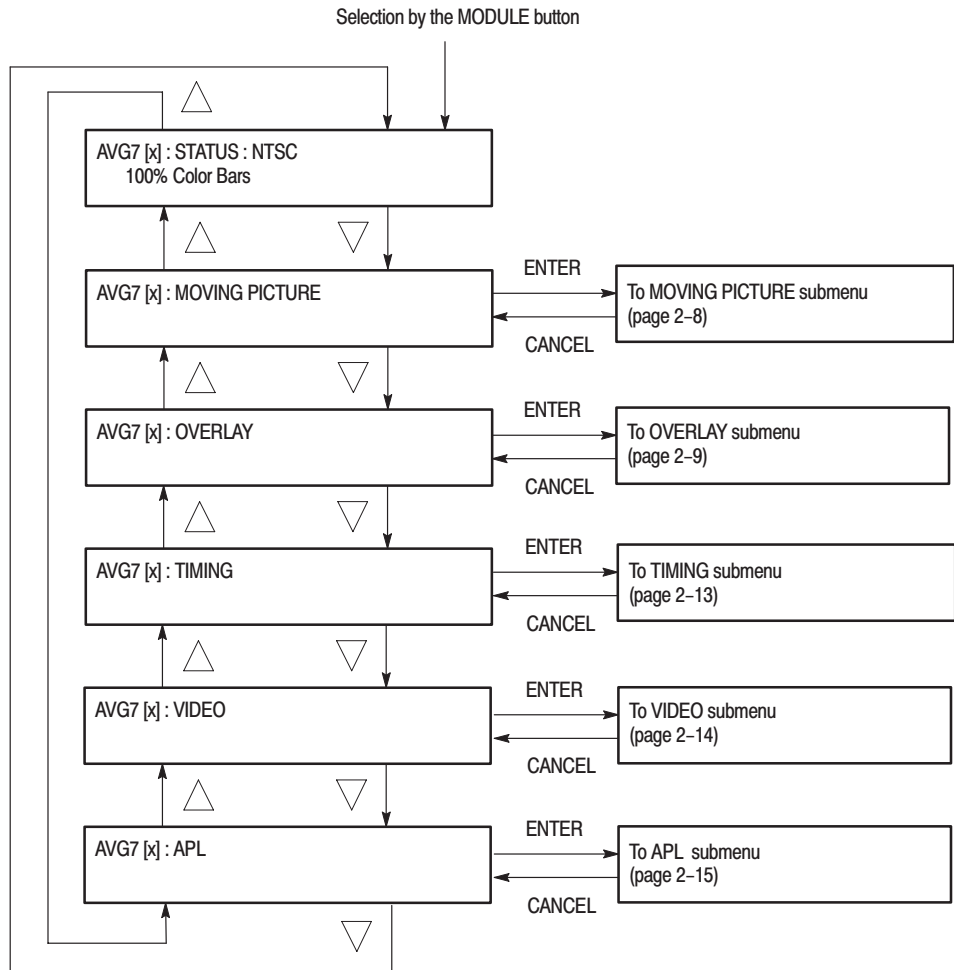 Selection by the MODULE button
AVG7 [x] : STATUS : NTSC
100% Color Bars
AVG7 [x] : MOVING PICTURE
ENTER
CANCEL
To MOVING PICTURE submenu
(page 2–8)
AVG7 [x] : OVERLAY
ENTER
CANCEL
To OVERLAY submenu
(page 2–9)
AVG7 [x] : TIMING
ENTER
CANCEL
To TIMING submenu
(page 2–13)
AVG7 [x] : VIDEO
ENTER
CANCEL
To VIDEO submenu
(page 2–14)
AVG7 [x] : APL
ENTER
CANCEL
To APL submenu
(page 2–15)